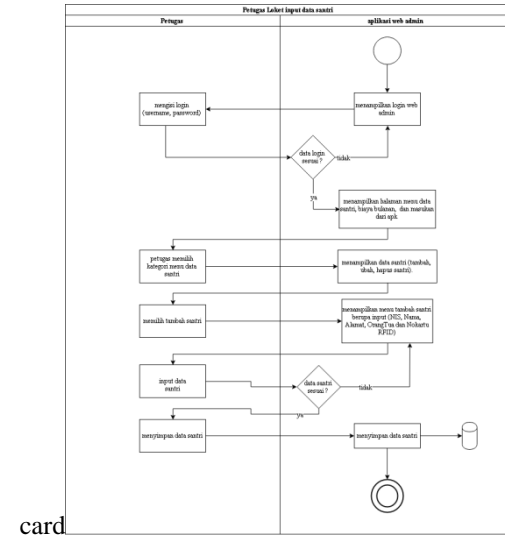 Petugas Loket input data santri
Petugas
aplikasi web admin
menampilkan login web
admin
mengisi login
(username, password)
data login
sesuai ?
tidak
ya
menampilkan halaman menu data
santri, biaya bulanan, dan masukan
dari apk
petugas memilih
kategori menu data
santri
menampilkan data santri (tambah,
ubah, hapus santri).
memilih tambah santri
menampilkan menu tambah santri
berupa input (NIS, Nama,
Alamat, OrangTua dan Nokartu
RFID)
input data
santri
data santri
sesuai ?
tidak
ya
menyimpan data santri
menyimpan data santri
card